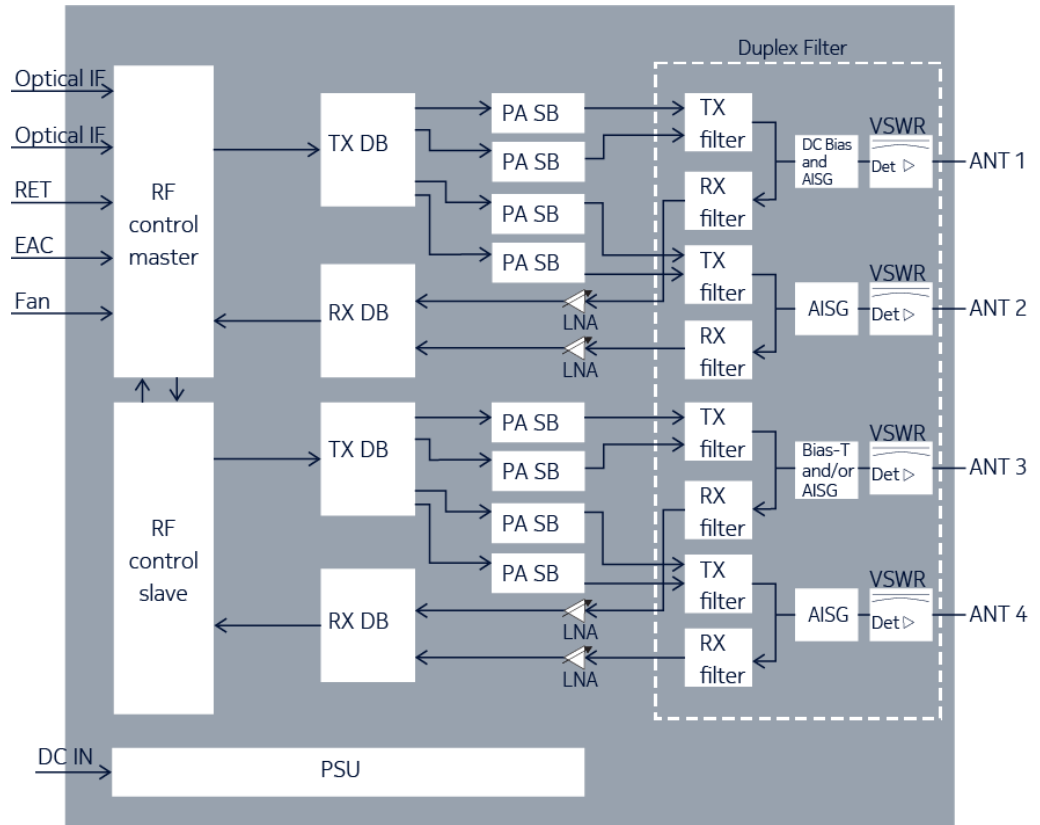 Duplex Filter
Optical IF
Optical IF
RET
EAC
Fan
RF
control
master
TX DB
RX DB
PA SB
PA SB
PA SB
PA SB
LNA
LNA
TX
filter
RX
filter
TX
filter
RX
filter
DC Bias
and
AISG
VSWR
Det
ANT 1
AISG
VSWR
Det
ANT 2
RF
control
slave
TX DB
RX DB
PA SB
PA SB
PA SB
PA SB
LNA
LNA
TX
filter
RX
filter
TX
filter
RX
filter
Bias-T
and/or
AISG
VSWR
Det
ANT 3
AISG
VSWR
Det
ANT 4
DC IN
PSU